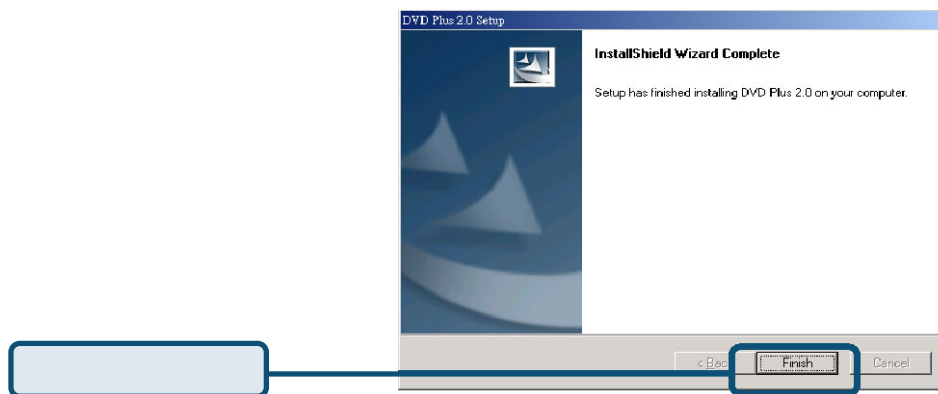 DVD Plus 2.0 Setup
InstallShield Wizard Complete
Setup has finished installing DVD Plus 2.0 on your computer.
< Bac
Finish
Cancel